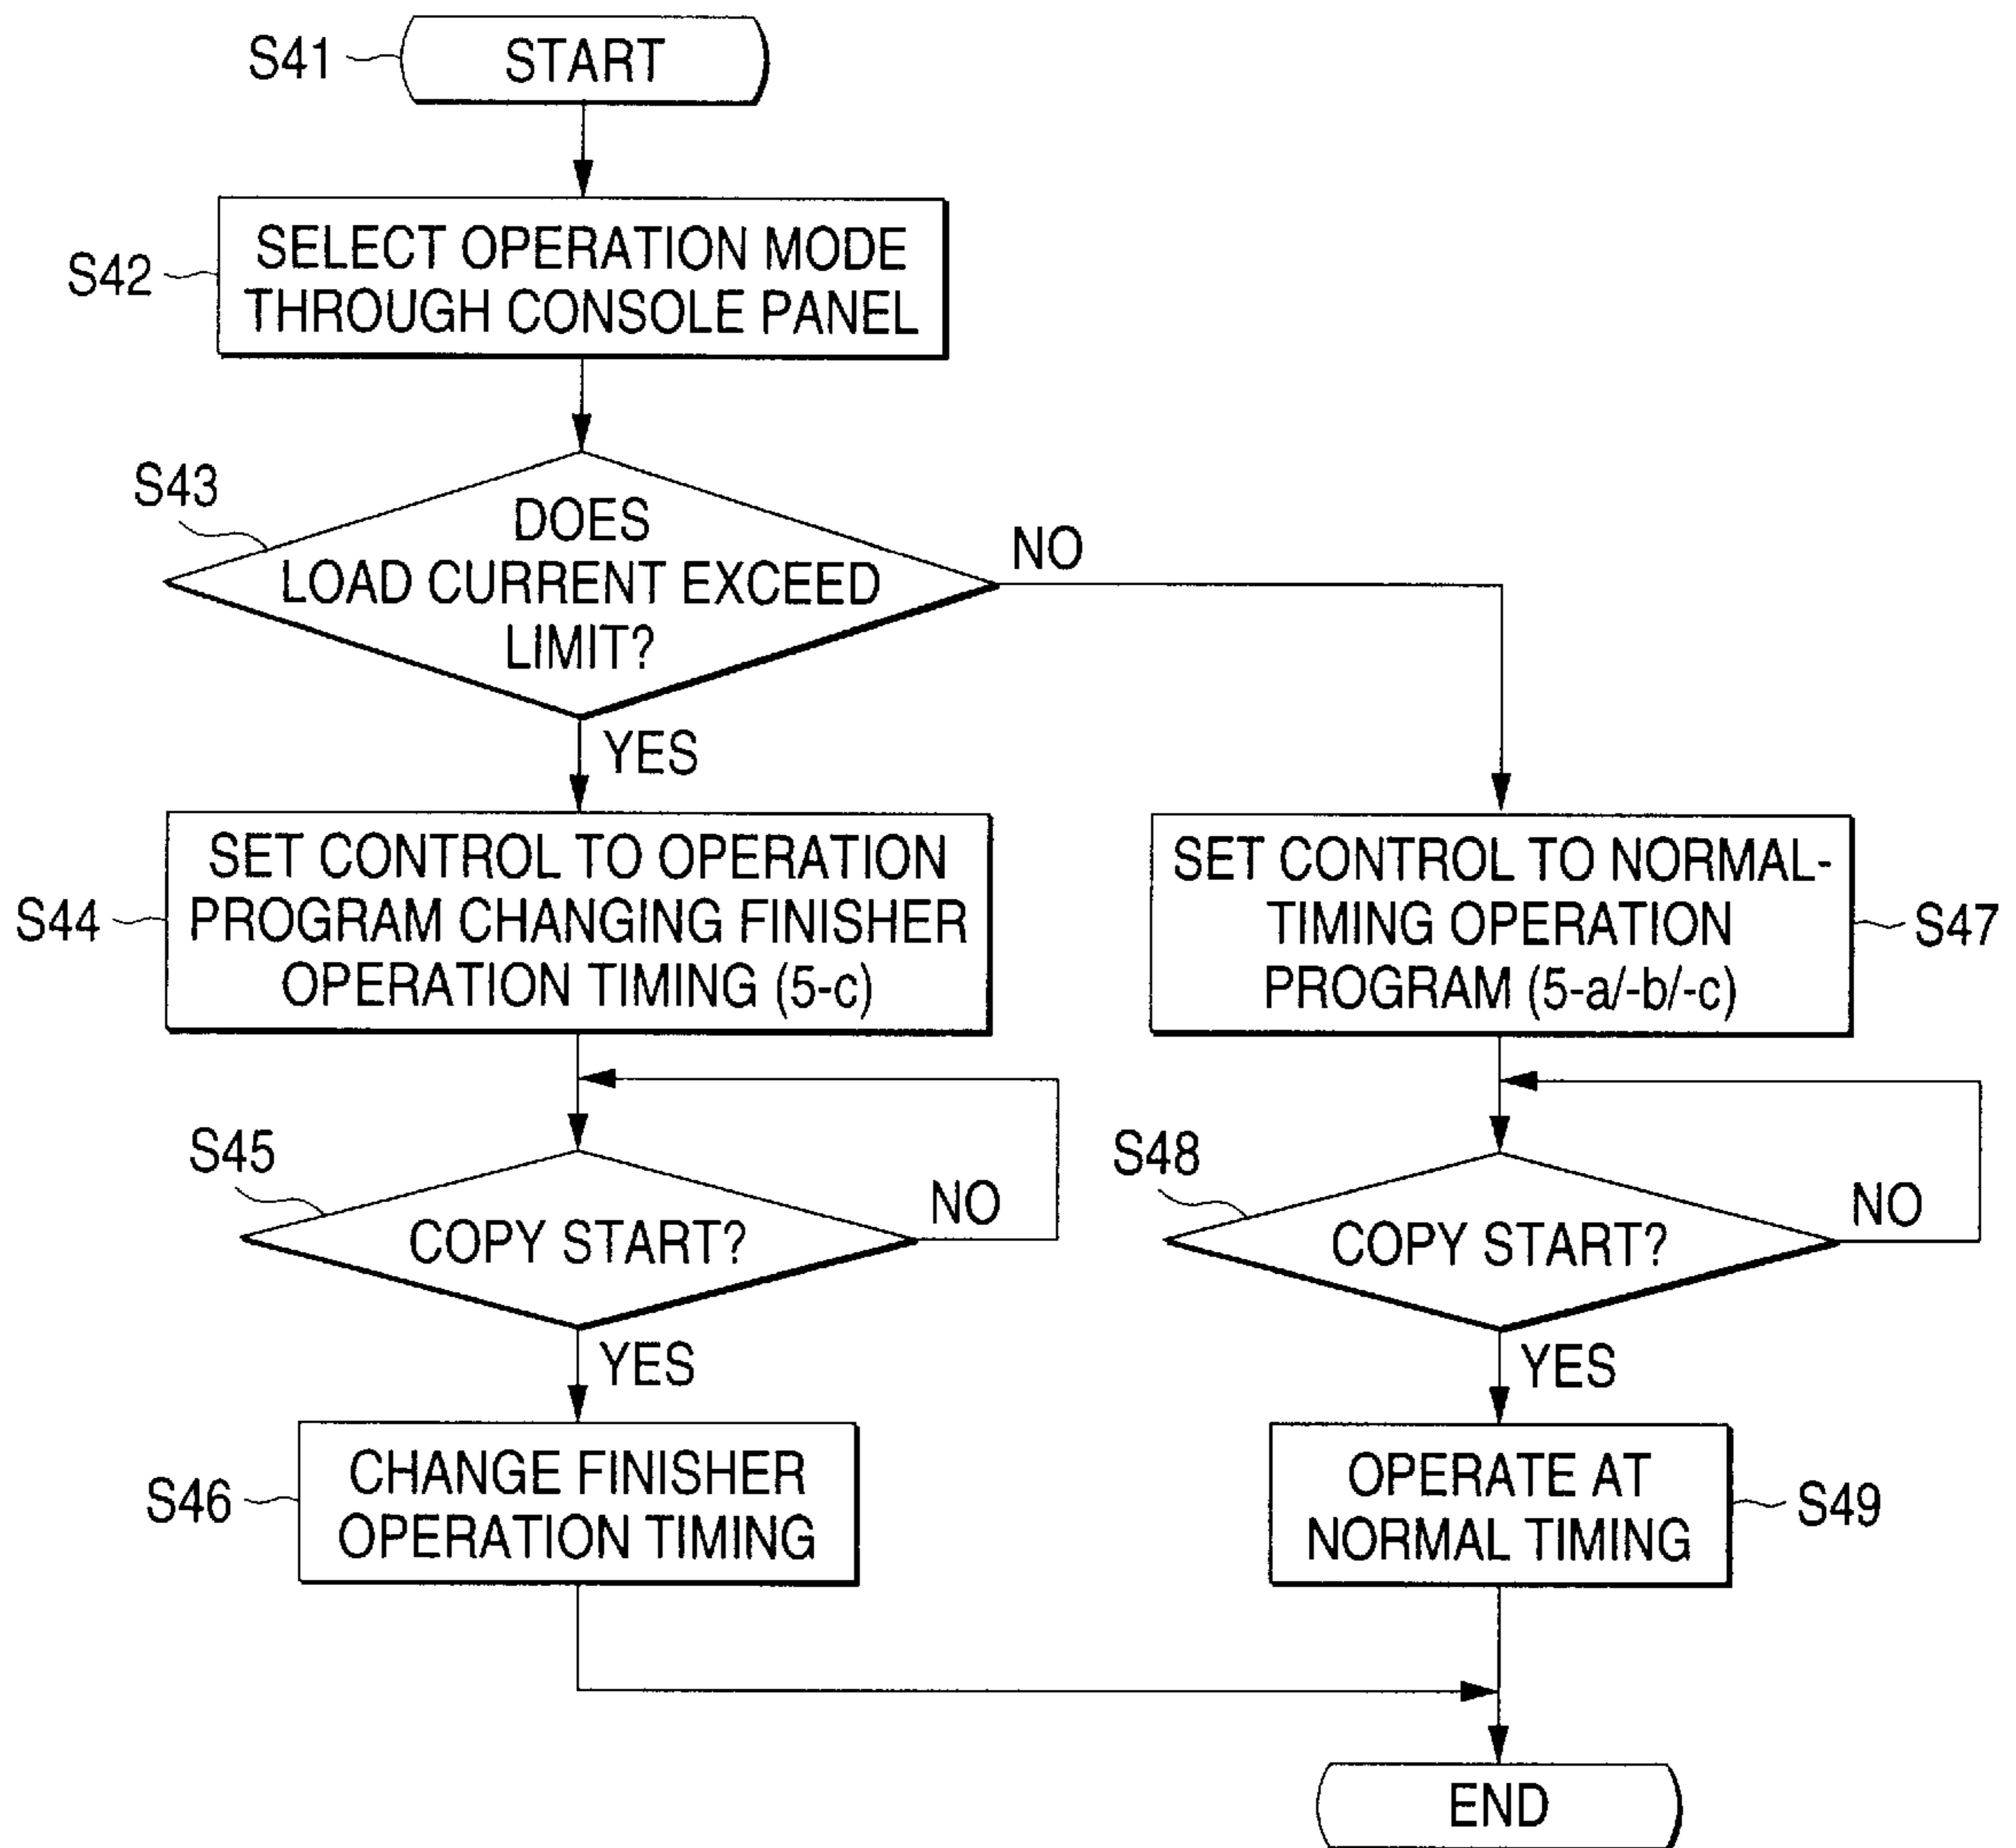 S41
START
S42
SELECT OPERATION MODE
THROUGH CONSOLE PANEL
S43
DOES
LOAD CURRENT EXCEED
LIMIT?
NO
YES
S44
SET CONTROL TO OPERATION
PROGRAM CHANGING FINISHER
OPERATION TIMING (5-c)
SET CONTROL TO NORMAL-
TIMING OPERATION
PROGRAM (5-a/-b/-c)
S47
S45
COPY START?
NO
YES
S48
COPY START?
NO
YES
S46
CHANGE FINISHER
OPERATION TIMING
OPERATE AT
NORMAL TIMING
S49
END